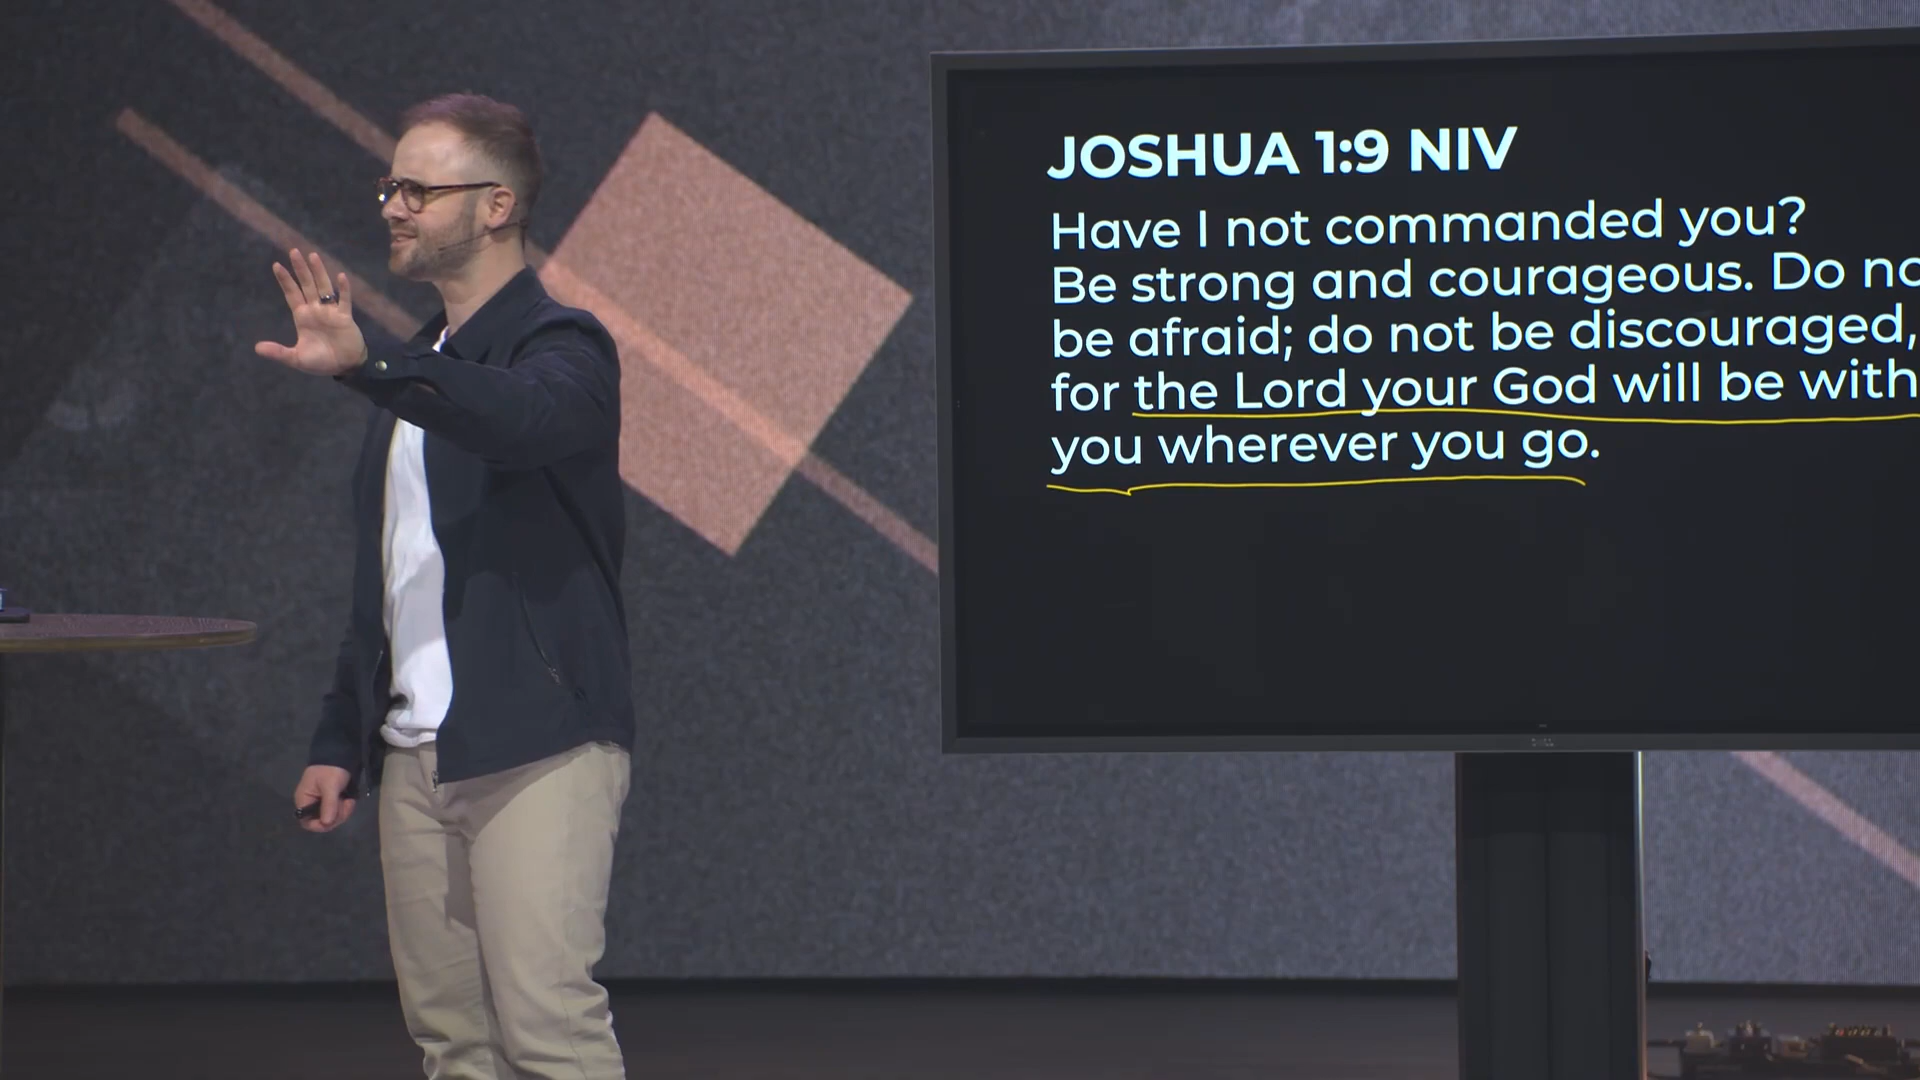 JOSHUA 1:9 NIV
Have I not commanded you?
Be strong and courageous. Do no
be afraid; do not be discouraged,
for the Lord your God will be with
you wherever you go.